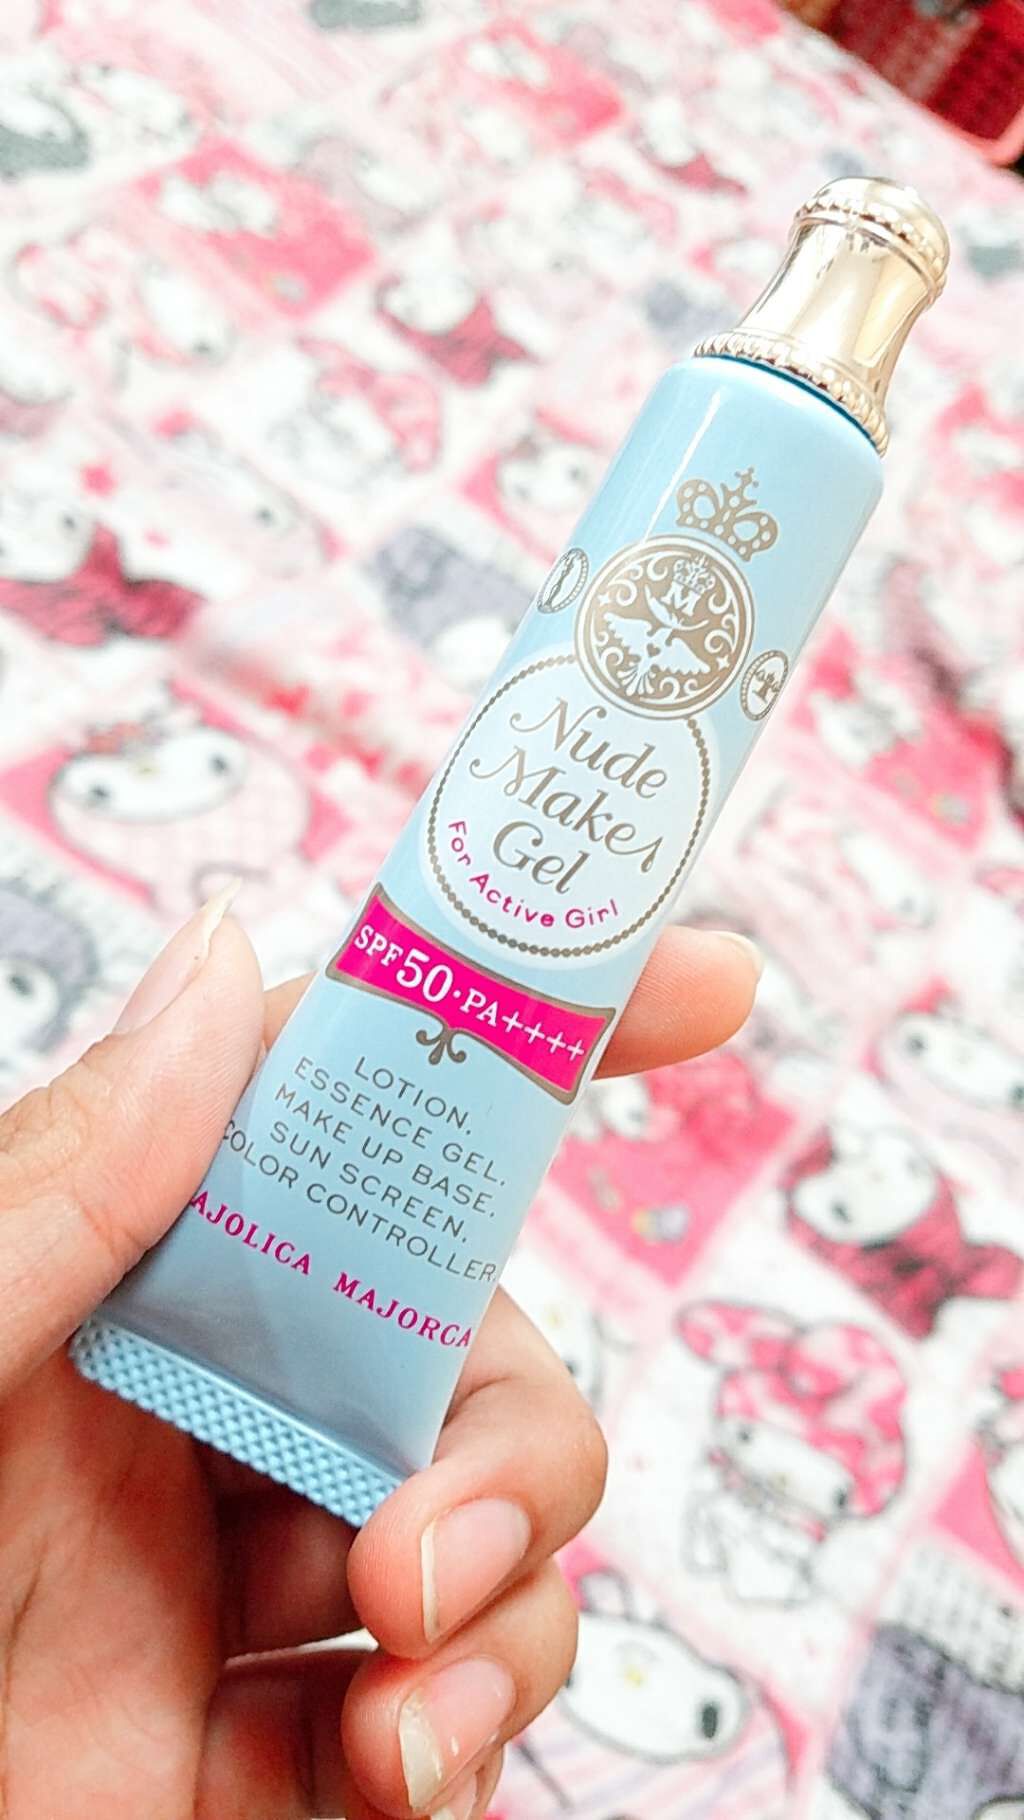 M
Nude
Make
Gel
For Active Girl
SPF50·PA++++
LOTION,
ESSENCE GEL,
MAKE UP BASE,
SUN SCREEN,
COLOR CONTROLLER,
AJOLICA MAJORCA